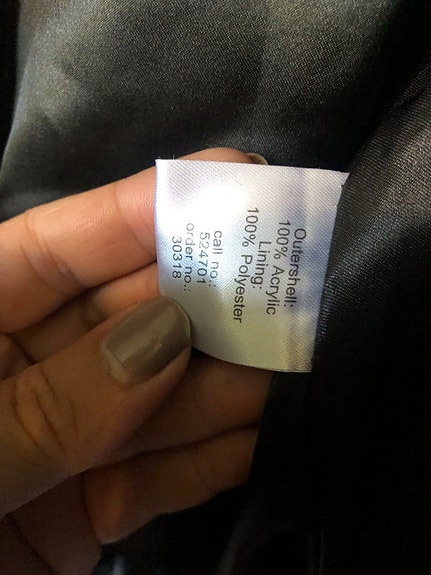 Outershell:
100% Acrylic
Lining:
100% Polyester
call no.:
524701
order no.:
30318